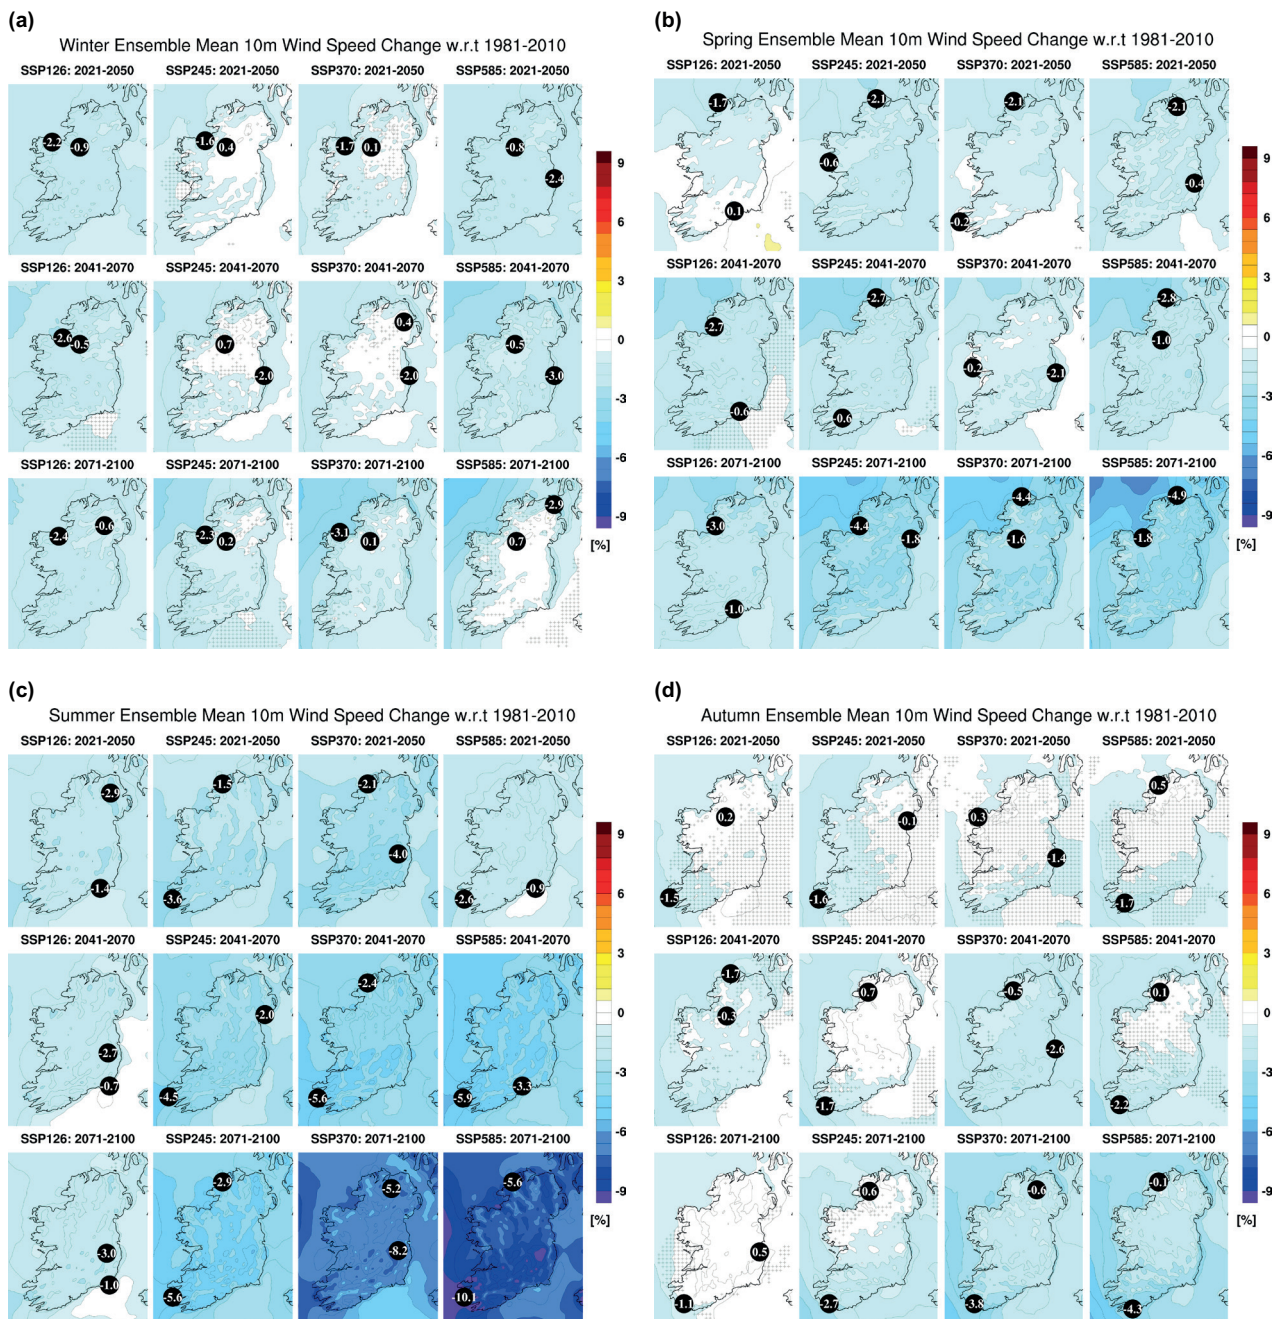 (a)
Winter Ensemble Mean 10m Wind Speed Change w.r.t 1981-2010
SSP126: 2021-2050 SSP245: 2021-2050 SSP370: 2021-2050 SSP585: 2021-2050
-2.2 -0.9 -1.6 0.4 -1.7 0.1 -0.8 -2.4
SSP126: 2041-2070 SSP245: 2041-2070 SSP370: 2041-2070 SSP585: 2041-2070
-2.6 -0.5 0.7 -2.0 0.4 -2.0 -0.5 -3.0
SSP126: 2071-2100 SSP245: 2071-2100 SSP370: 2071-2100 SSP585: 2071-2100
-2.4 -0.6 -2.3 0.2 -3.1 0.1 -2.9 0.7
9
6
3
0
-3
-6
-9
[%]
(b)
Spring Ensemble Mean 10m Wind Speed Change w.r.t 1981-2010
SSP126: 2021-2050 SSP245: 2021-2050 SSP370: 2021-2050 SSP585: 2021-2050
-1.7 0.1 -2.1 -0.6 -2.1 -0.2 -2.1 -0.4
SSP126: 2041-2070 SSP245: 2041-2070 SSP370: 2041-2070 SSP585: 2041-2070
-2.7 -0.6 -2.7 -0.6 -0.2 -2.1 -2.8 -1.0
SSP126: 2071-2100 SSP245: 2071-2100 SSP370: 2071-2100 SSP585: 2071-2100
-3.0 -1.0 -4.4 -1.8 -4.4 -1.6 -4.9 -1.8
9
6
3
0
-3
-6
-9
[%]
(c)
Summer Ensemble Mean 10m Wind Speed Change w.r.t 1981-2010
SSP126: 2021-2050 SSP245: 2021-2050 SSP370: 2021-2050 SSP585: 2021-2050
-2.9 -1.4 -1.5 -3.6 -2.1 -4.0 -2.6 -0.9
SSP126: 2041-2070 SSP245: 2041-2070 SSP370: 2041-2070 SSP585: 2041-2070
-2.7 -0.7 -2.0 -4.5 -2.4 -5.6 -5.9 -3.3
SSP126: 2071-2100 SSP245: 2071-2100 SSP370: 2071-2100 SSP585: 2071-2100
-3.0 -1.0 -2.9 -5.6 -5.2 -8.2 -5.6 -10.1
9
6
3
0
-3
-6
-9
[%]
(d)
Autumn Ensemble Mean 10m Wind Speed Change w.r.t 1981-2010
SSP126: 2021-2050 SSP245: 2021-2050 SSP370: 2021-2050 SSP585: 2021-2050
0.2 -1.5 -0.1 -1.6 -0.3 -1.4 0.5 -1.7
SSP126: 2041-2070 SSP245: 2041-2070 SSP370: 2041-2070 SSP585: 2041-2070
-1.7 -0.3 0.7 -1.7 -0.5 -2.6 0.1 -2.2
SSP126: 2071-2100 SSP245: 2071-2100 SSP370: 2071-2100 SSP585: 2071-2100
0.5 -1.1 0.6 -2.7 -0.6 -3.8 -0.1 -4.3
9
6
3
0
-3
-6
-9
[%]